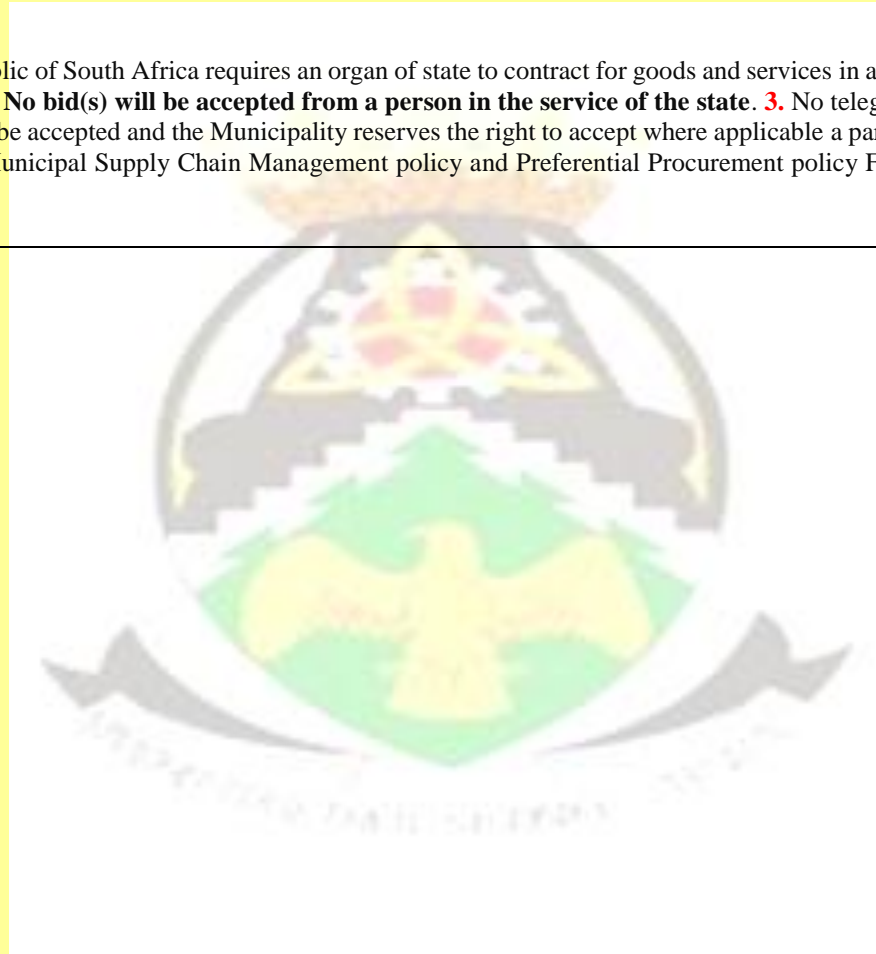 lic of South Africa requires an organ of state to contract for goods and services in a
No bid(s) will be accepted from a person in the service of the state. 3. No teleg
be accepted and the Municipality reserves the right to accept where applicable a par
unicipal Supply Chain Management policy and Preferential Procurement policy F